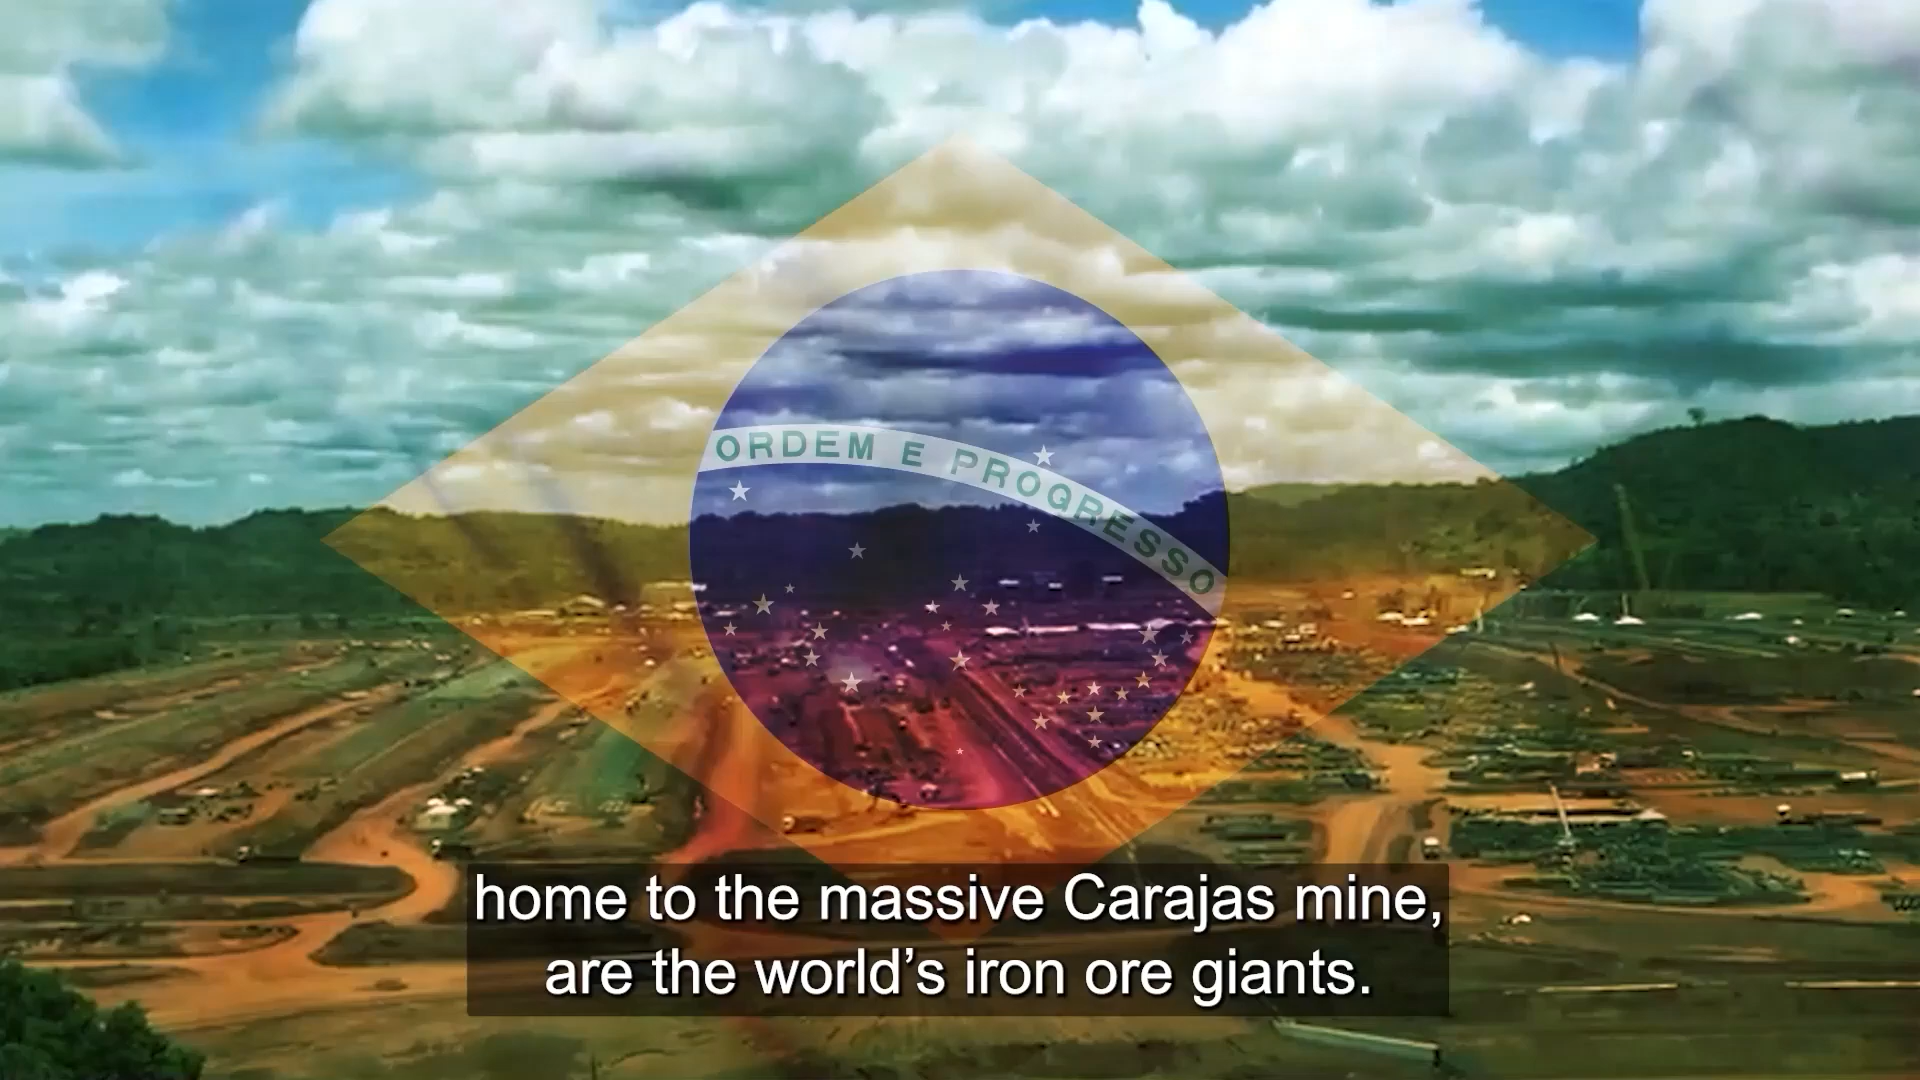 ORDEM E PROGRESSO
home to the massive Carajas mine,
are the world’s iron ore giants.